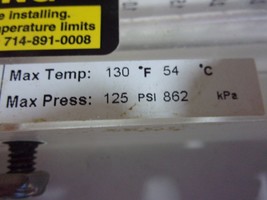 e installing.
perature limits
714-891-0008
Max Temp: 130 °F 54 °C
Max Press: 125 PSI 862 kPa